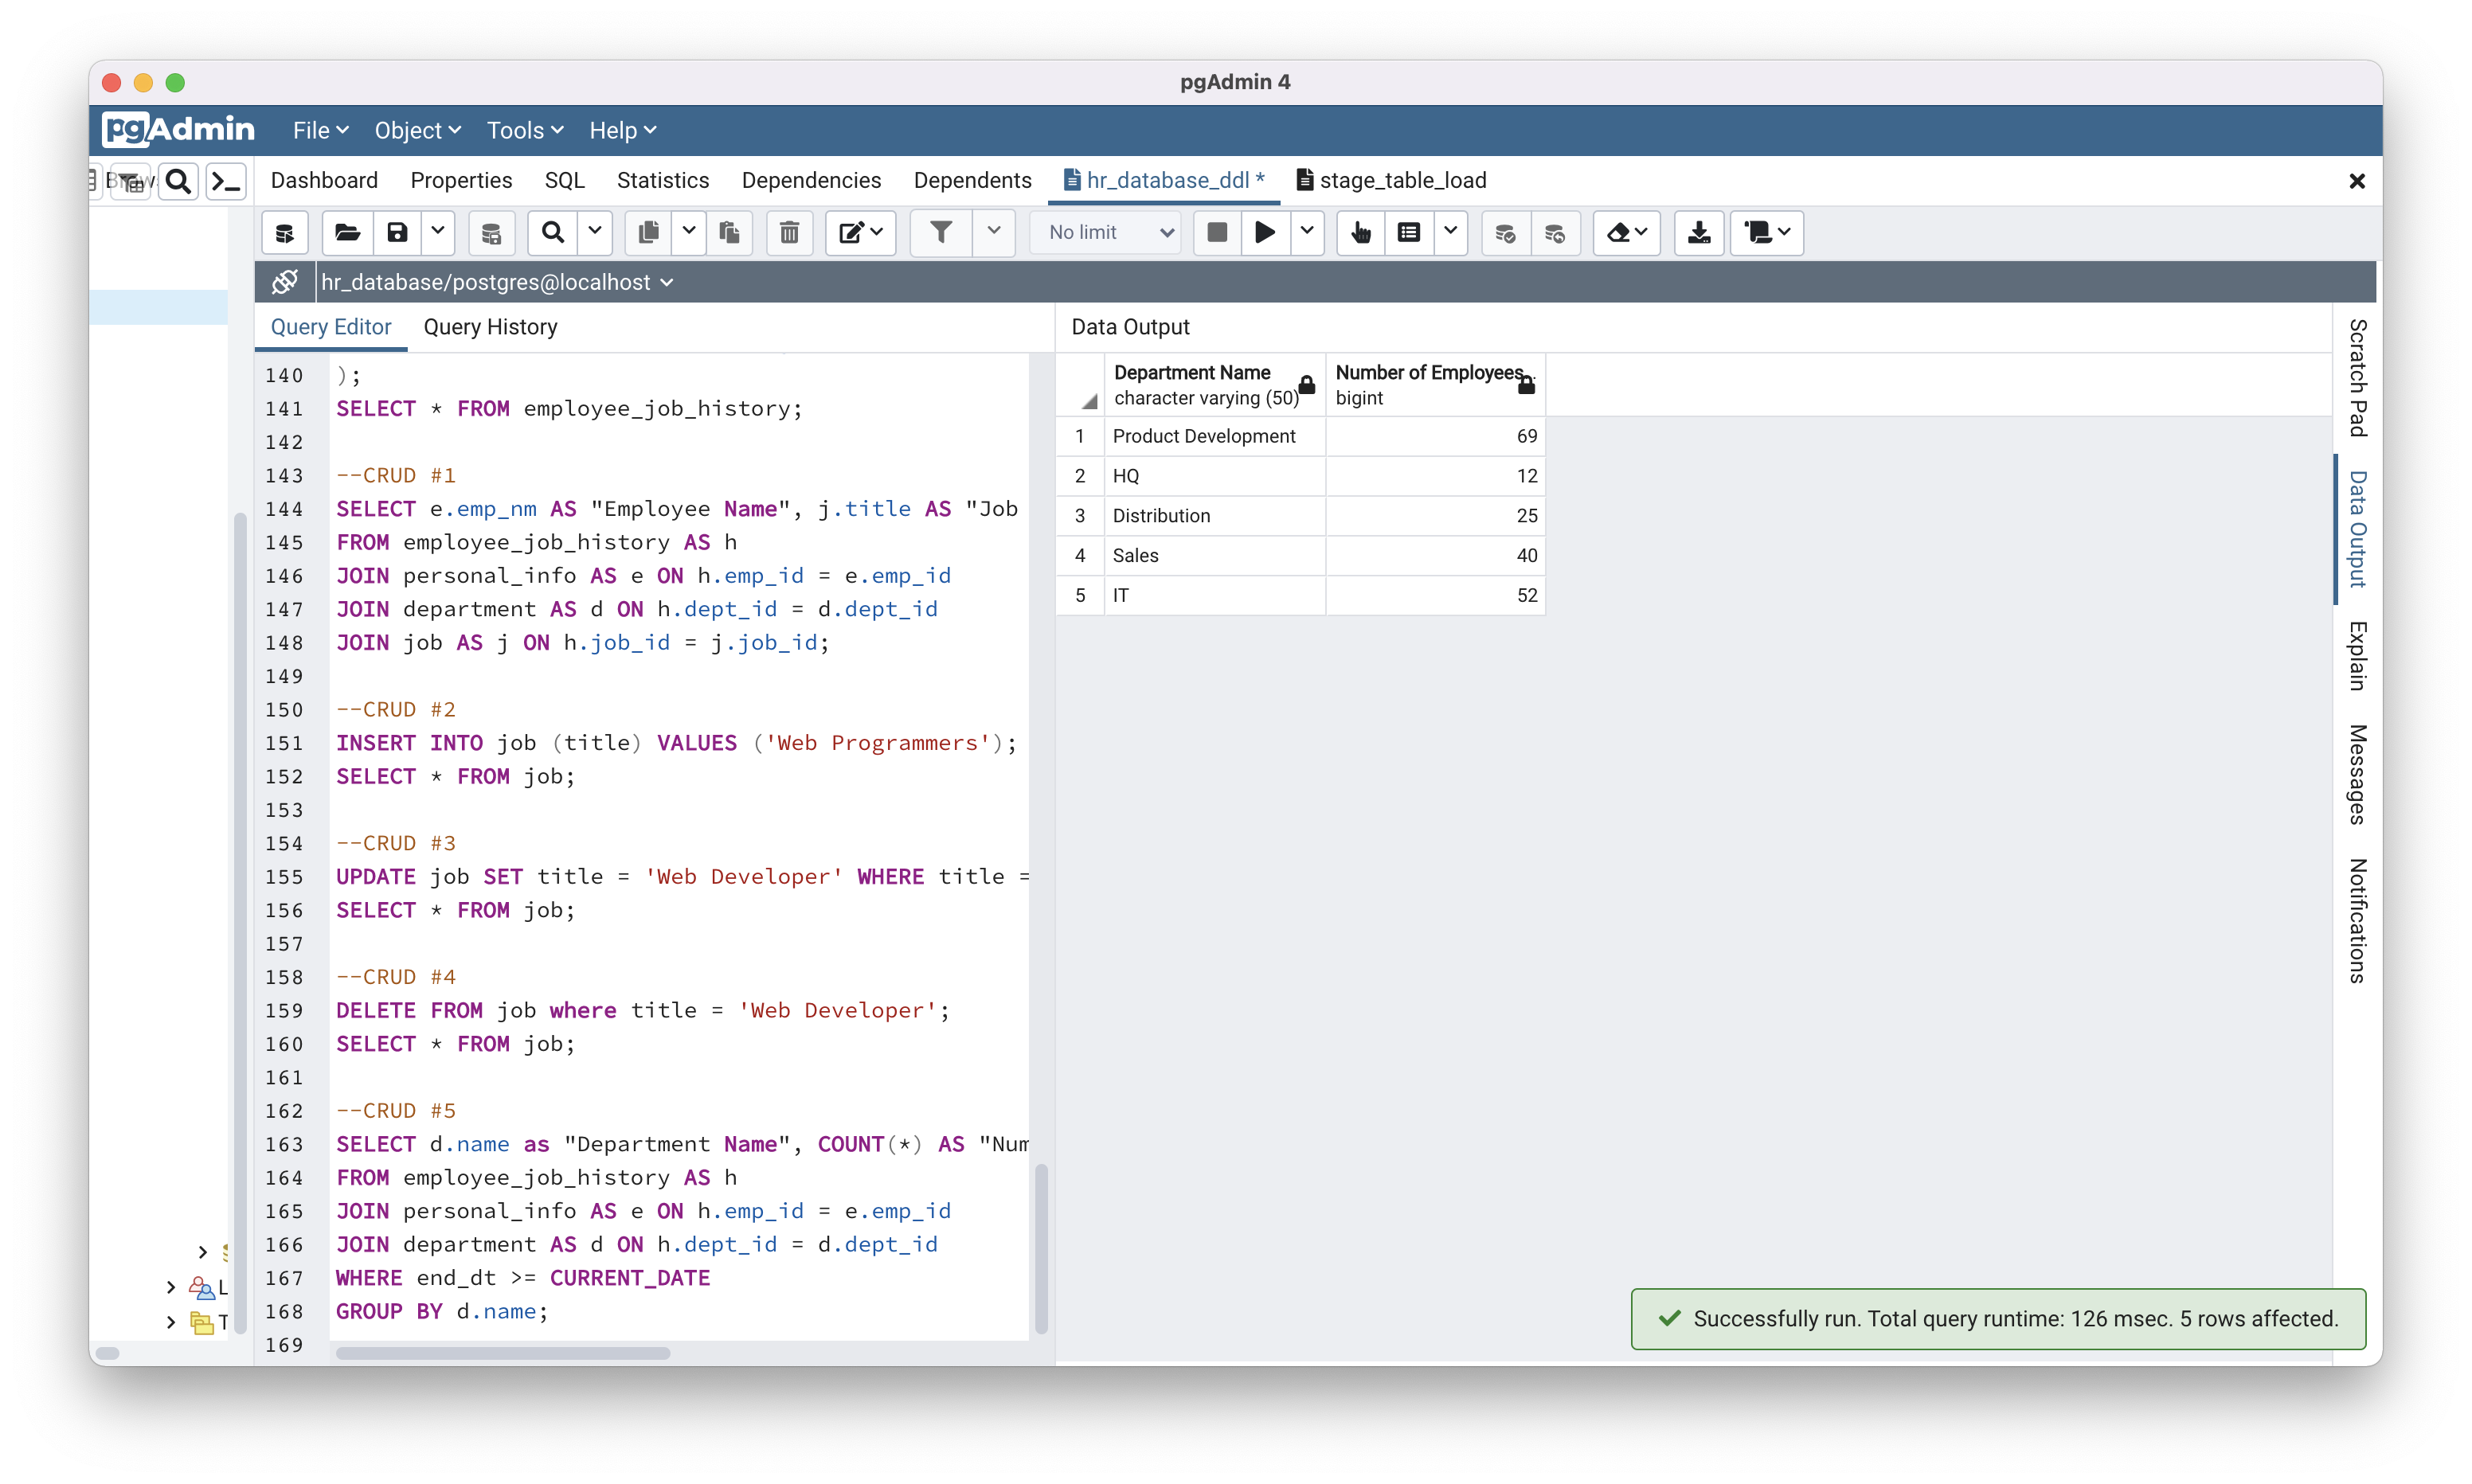 pgAdmin 4
pgAdmin File Object Tools Help
Dashboard Properties SQL Statistics Dependencies Dependents hr_database_ddl * stage_table_load
No limit
hr_database/postgres@localhost
Query Editor Query History
140 );
141 SELECT * FROM employee_job_history;
142
143 --CRUD #1
144 SELECT e.emp_nm AS "Employee Name", j.title AS "Job
145 FROM employee_job_history AS h
146 JOIN personal_info AS e ON h.emp_id = e.emp_id
147 JOIN department AS d ON h.dept_id = d.dept_id
148 JOIN job AS j ON h.job_id = j.job_id;
149
150 --CRUD #2
151 INSERT INTO job (title) VALUES ('Web Programmers');
152 SELECT * FROM job;
153
154 --CRUD #3
155 UPDATE job SET title = 'Web Developer' WHERE title =
156 SELECT * FROM job;
157
158 --CRUD #4
159 DELETE FROM job where title = 'Web Developer';
160 SELECT * FROM job;
161
162 --CRUD #5
163 SELECT d.name as "Department Name", COUNT(*) AS "Num
164 FROM employee_job_history AS h
165 JOIN personal_info AS e ON h.emp_id = e.emp_id
166 JOIN department AS d ON h.dept_id = d.dept_id
167 WHERE end_dt >= CURRENT_DATE
168 GROUP BY d.name;
169
L
T
Data Output
Department Name Number of Employees
character varying (50) bigint
1 Product Development 69
2 HQ 12
3 Distribution 25
4 Sales 40
5 IT 52
Scratch Pad
Data Output
Explain
Messages
Notifications
Successfully run. Total query runtime: 126 msec. 5 rows affected.